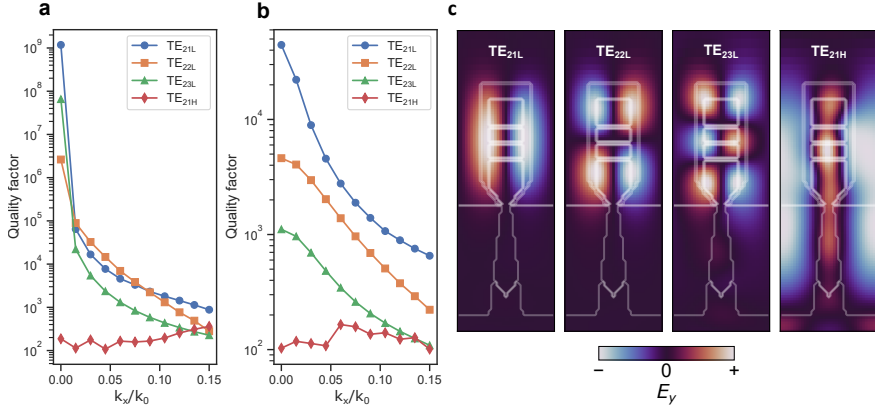 a
b
c
Quality factor
10⁹
10⁸
10⁷
10⁶
10⁵
10⁴
10³
10²
TE₂₁L
TE₂₂L
TE₂₃L
TE₂₁H
0.00 0.05 0.10 0.15
kₓ/k₀
Quality factor
10⁴
10³
10²
TE₂₁L
TE₂₂L
TE₂₃L
TE₂₁H
0.00 0.05 0.10 0.15
kₓ/k₀
TE₂₁L TE₂₂L TE₂₃L TE₂₁H
− 0 +
E_y